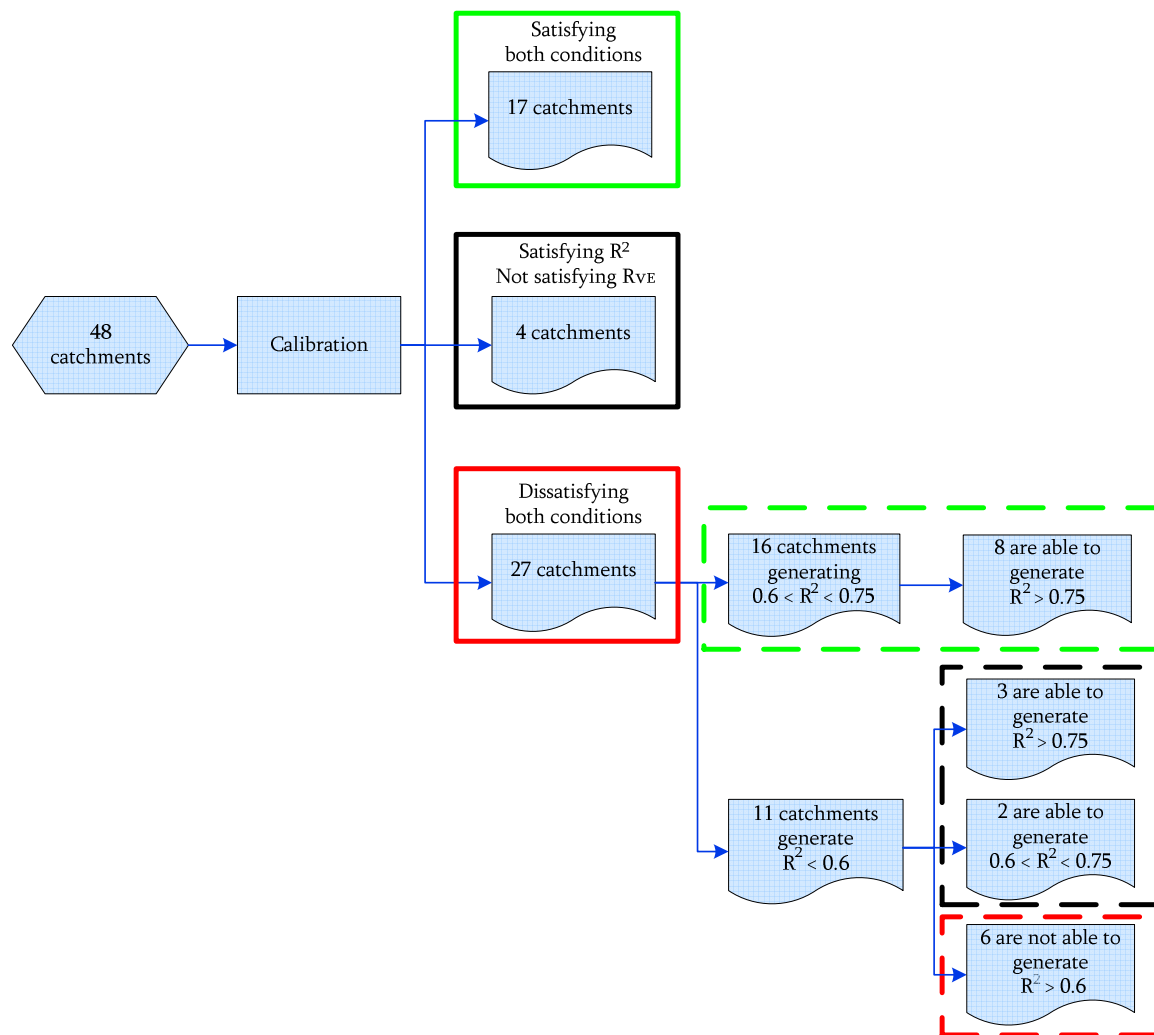 Satisfying
both conditions
17 catchments
Satisfying R²
Not satisfying RVE
4 catchments
48
catchments
Calibration
Dissatisfying
both conditions
27 catchments
16 catchments
generating
0.6 < R² < 0.75
8 are able to
generate
R² > 0.75
11 catchments
generate
R² < 0.6
3 are able to
generate
R² > 0.75
2 are able to
generate
0.6 < R² < 0.75
6 are not able to
generate
R² > 0.6